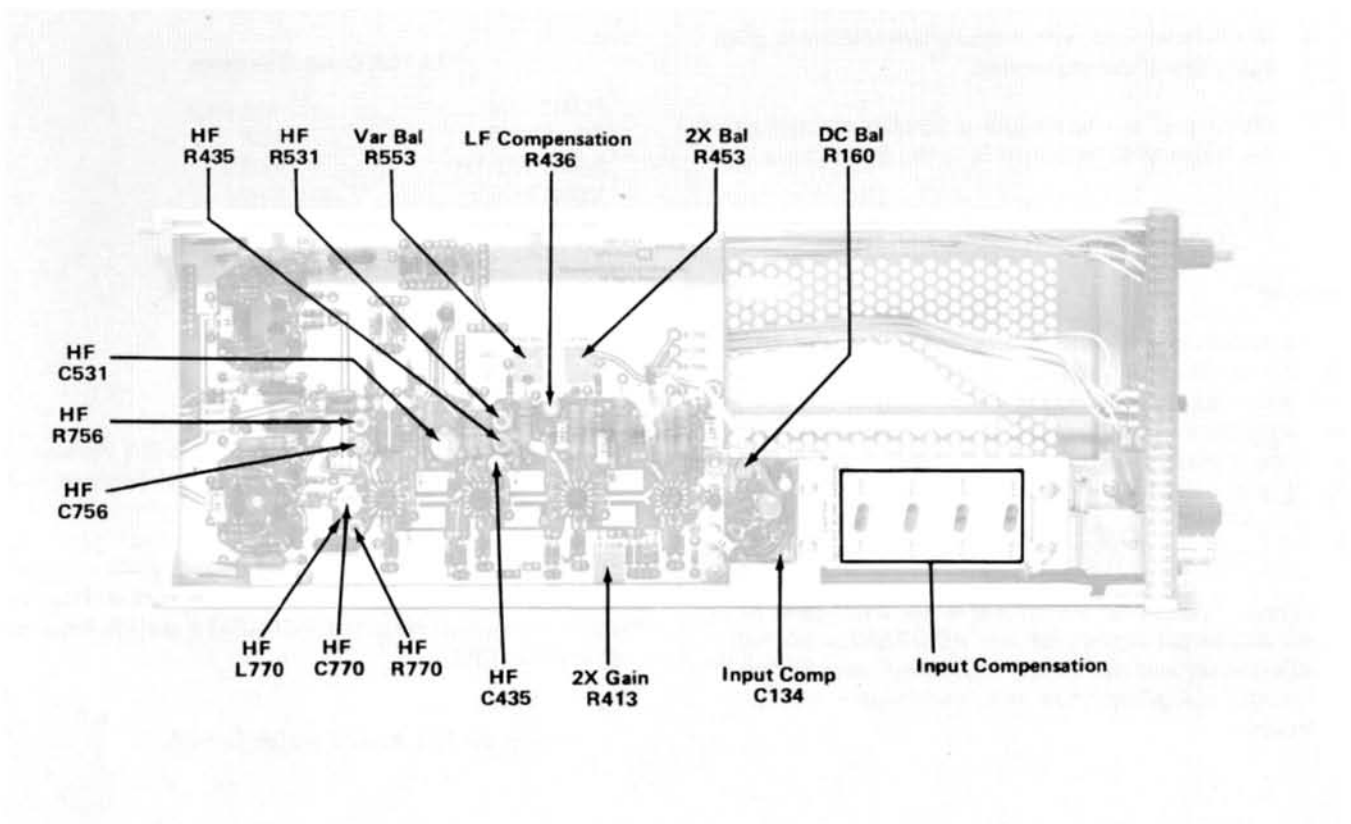 HF
R435
HF
R531
Var Bal
R553
LF Compensation
R436
2X Bal
R453
DC Bal
R160
HF
C531
HF
R756
HF
C756
HF
L770
HF
C770
HF
R770
HF
C435
2X Gain
R413
Input Comp
C134
Input Compensation